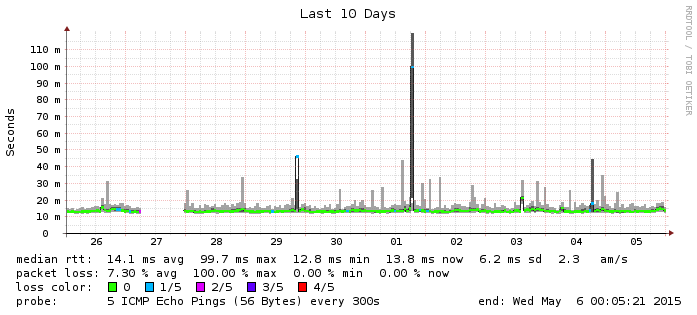 Last 10 Days
RRDTOOL / TOBI OETIKER
Seconds
110 m
100 m
90 m
80 m
70 m
60 m
50 m
40 m
30 m
20 m
10 m
0
26 27 28 29 30 01 02 03 04 05
median rtt: 14.1 ms avg 99.7 ms max 12.8 ms min 13.8 ms now 6.2 ms sd 2.3 am/s
packet loss: 7.30 % avg 100.00 % max 0.00 % min 0.00 % now
loss color: 0 1/5 2/5 3/5 4/5
probe: 5 ICMP Echo Pings (56 Bytes) every 300s end: Wed May 6 00:05:21 2015